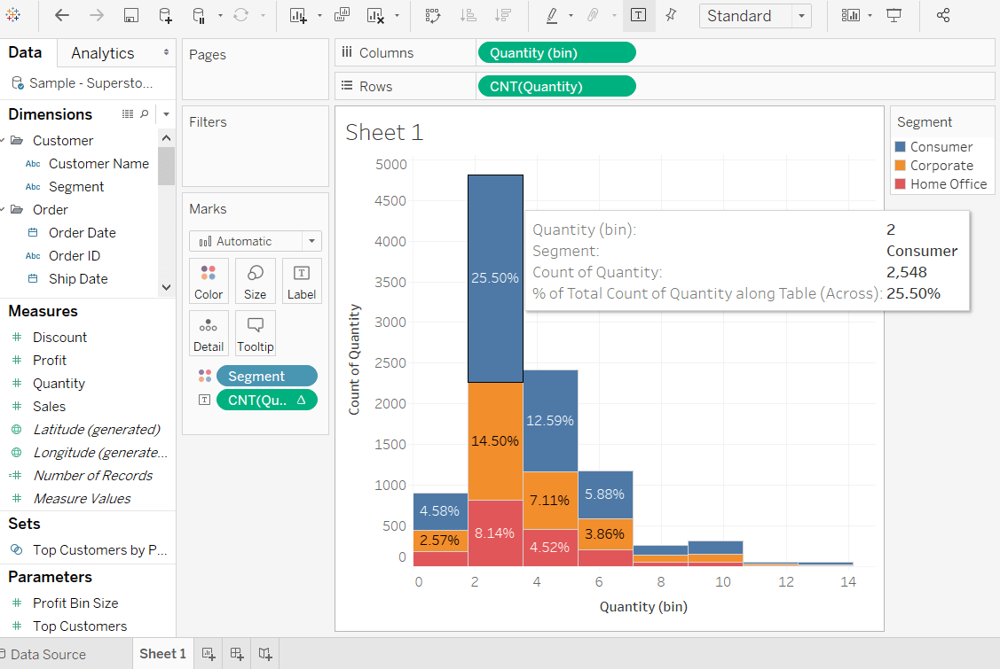 Standard
Data
Analytics
Sample - Supersto...
Dimensions
Customer
Abc Customer Name
Abc Segment
Order
Order Date
Abc Order ID
Ship Date
Measures
Discount
Profit
Quantity
Sales
Latitude (generated)
Longitude (generate...
Number of Records
Measure Values
Sets
Top Customers by P...
Parameters
Profit Bin Size
Top Customers
Pages
Filters
Marks
Automatic
Color Size Label
Detail Tooltip
Segment
CNT(Qu.. Δ
Columns Quantity (bin)
Rows CNT(Quantity)
Sheet 1
Count of Quantity
5000
4500
4000
3500
3000
2500
2000
1500
1000
500
0
25.50%
14.50%
8.14%
12.59%
7.11%
4.52%
5.88%
3.86%
4.58%
2.57%
0 2 4 6 8 10 12 14
Quantity (bin)
Quantity (bin): 2
Segment: Consumer
Count of Quantity: 2,548
% of Total Count of Quantity along Table (Across): 25.50%
Segment
Consumer
Corporate
Home Office
Data Source
Sheet 1